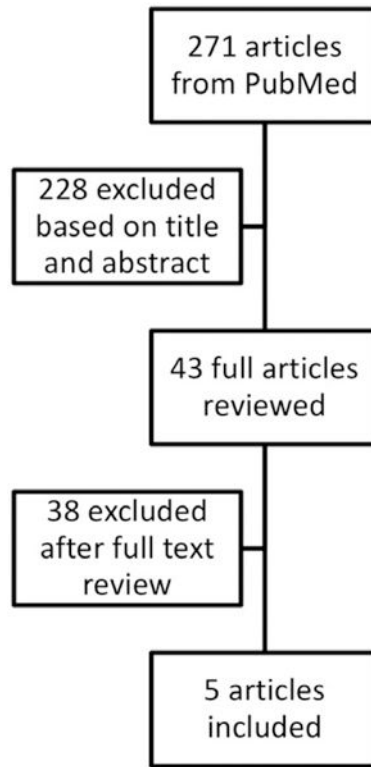 271 articles
from PubMed
228 excluded
based on title
and abstract
43 full articles
reviewed
38 excluded
after full text
review
5 articles
included